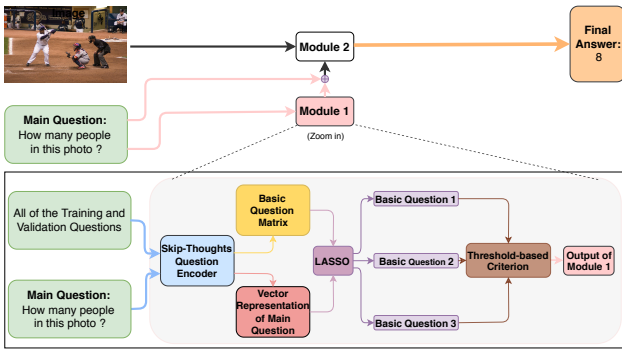 Image
Module 2
Final
Answer:
8
Main Question:
How many people
in this photo ?
Module 1
(Zoom in)
All of the Training and
Validation Questions
Main Question:
How many people
in this photo ?
Skip-Thoughts
Question
Encoder
Basic
Question
Matrix
Vector
Representation
of Main
Question
LASSO
Basic Question 1
Basic Question 2
Basic Question 3
Threshold-based
Criterion
Output of
Module 1